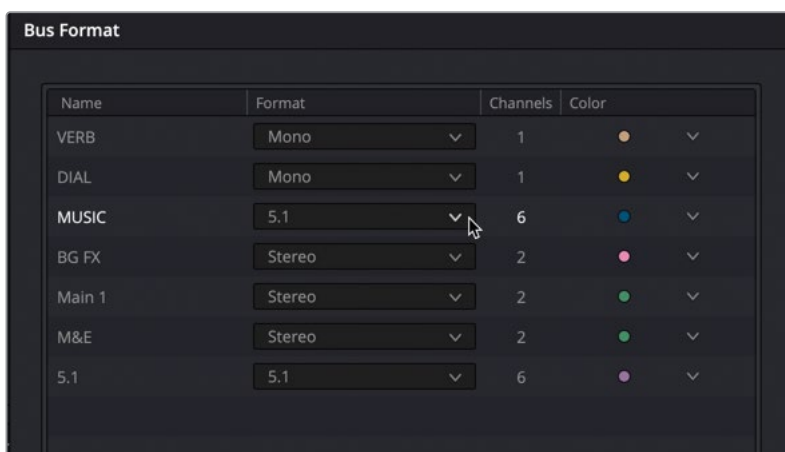 Bus Format
Name Format Channels Color
VERB Mono 1
DIAL Mono 1
MUSIC 5.1 6
BG FX Stereo 2
Main 1 Stereo 2
M&E Stereo 2
5.1 5.1 6